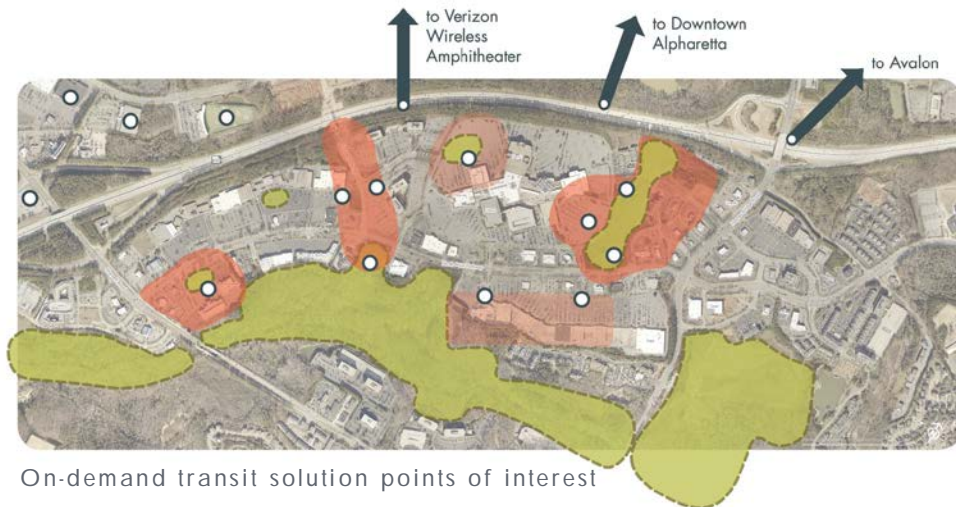 to Verizon
Wireless
Amphitheater
to Downtown
Alpharetta
to Avalon
On-demand transit solution points of interest